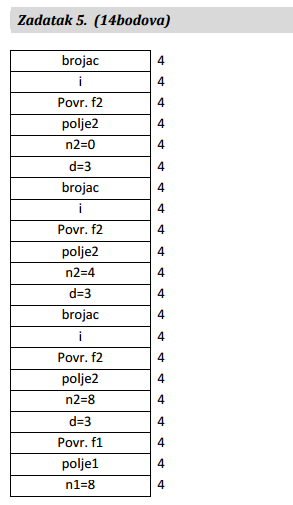 Zadatak 5. (14bodova)
brojac 4
i 4
Povr. f2 4
polje2 4
n2=0 4
d=3 4
brojac 4
i 4
Povr. f2 4
polje2 4
n2=4 4
d=3 4
brojac 4
i 4
Povr. f2 4
polje2 4
n2=8 4
d=3 4
Povr. f1 4
polje1 4
n1=8 4